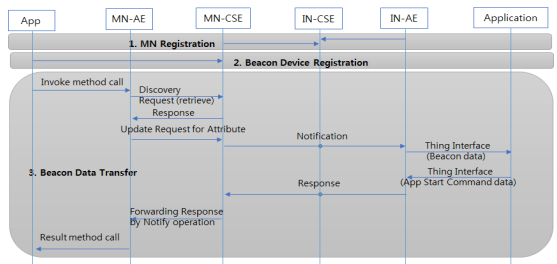 App MN-AE MN-CSE IN-CSE IN-AE Application
1. MN Registration
2. Beacon Device Registration
Invoke method call
Discovery
Request (retrieve)
Response
Update Request for Attribute
Notification
Thing Interface
(Beacon data)
3. Beacon Data Transfer
Thing Interface
(App Start Command data)
Response
Forwarding Response
by Notify operation
Result method call